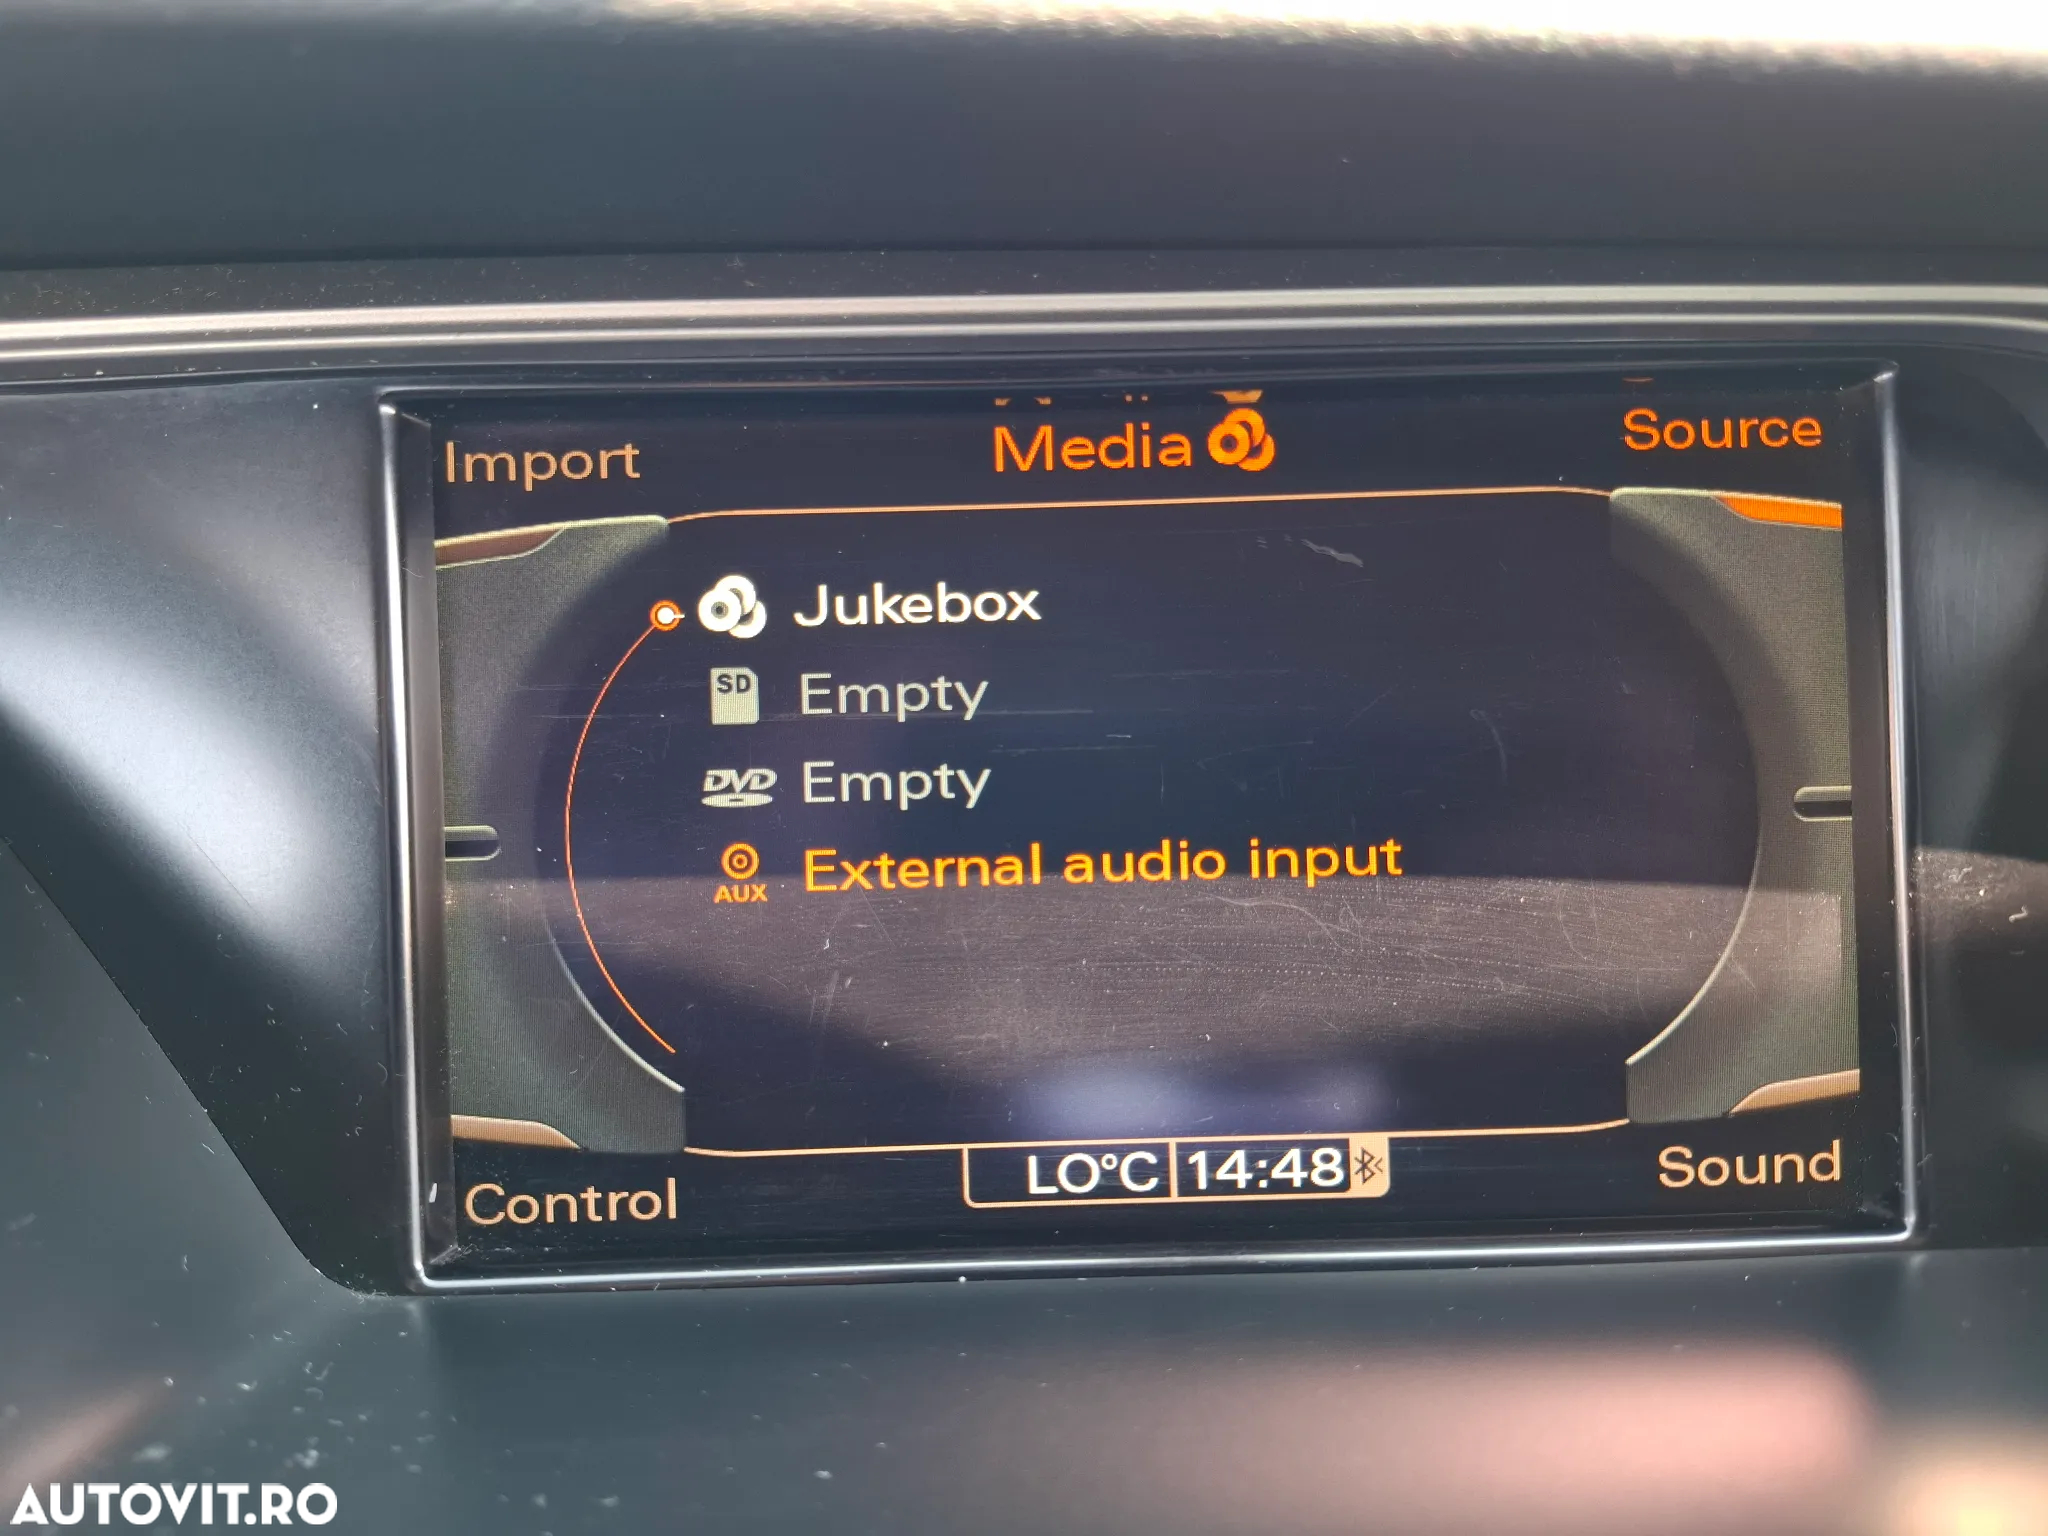 Import
Media
Source
Jukebox
SD Empty
DVD Empty
AUX External audio input
LO°C 14:48
Control
Sound
AUTOVIT.RO